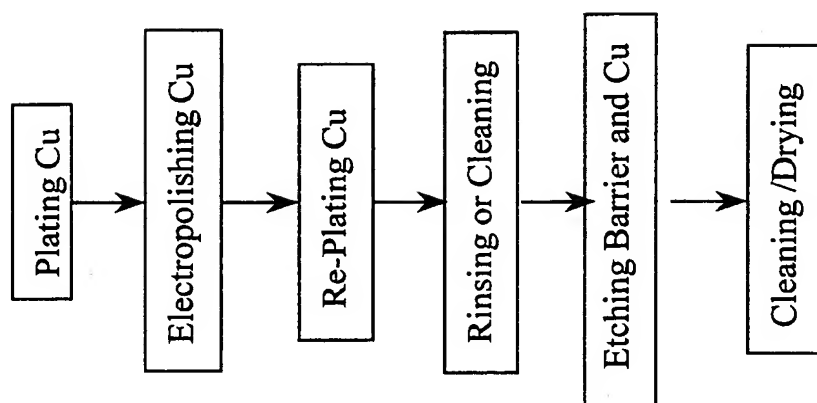 Plating Cu
Electropolishing Cu
Re-Plating Cu
Rinsing or Cleaning
Etching Barrier and Cu
Cleaning /Drying